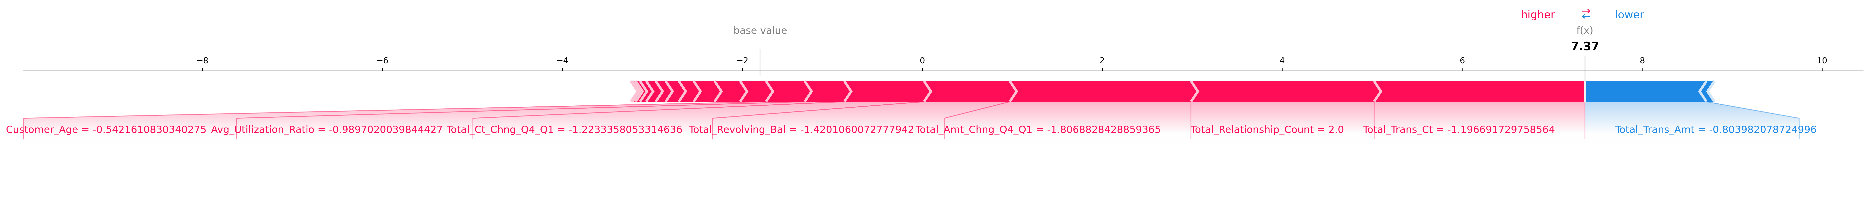 higher ⇄ lower
base value f(x)
7.37
−8 −6 −4 −2 0 2 4 6 8 10
Customer_Age = -0.5421610830340275 Avg_Utilization_Ratio = -0.9897020039844427 Total_Ct_Chng_Q4_Q1 = -1.2233358053314636 Total_Revolving_Bal = -1.4201060072777942 Total_Amt_Chng_Q4_Q1 = -1.8068828428859365 Total_Relationship_Count = 2.0 Total_Trans_Ct = -1.196691729758564 Total_Trans_Amt = -0.803982078724996